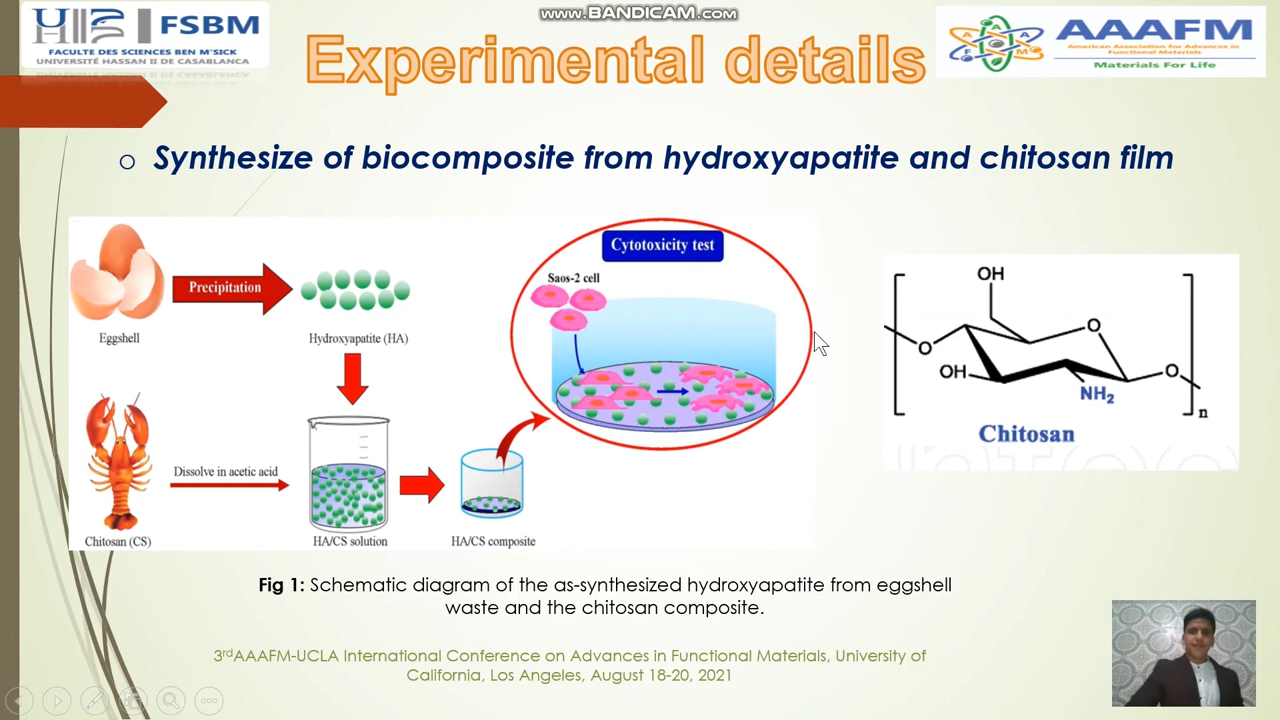 www.BANDICAM.com
FSBM
FACULTE DES SCIENCES BEN M'SICK
UNIVERSITÉ HASSAN II DE CASABLANCA
Experimental details
AAAFM
American Association for Advances in
Functional Materials
Materials For Life
Synthesize of biocomposite from hydroxyapatite and chitosan film
Cytotoxicity test
Saos-2 cell
Precipitation
Eggshell
Hydroxyapatite (HA)
Dissolve in acetic acid
Chitosan (CS)
HA/CS solution
HA/CS composite
OH
O
O
OH
O
NH2
n
Chitosan
Fig 1: Schematic diagram of the as-synthesized hydroxyapatite from eggshell
waste and the chitosan composite.
3rdAAAFM-UCLA International Conference on Advances in Functional Materials, University of
California, Los Angeles, August 18-20, 2021